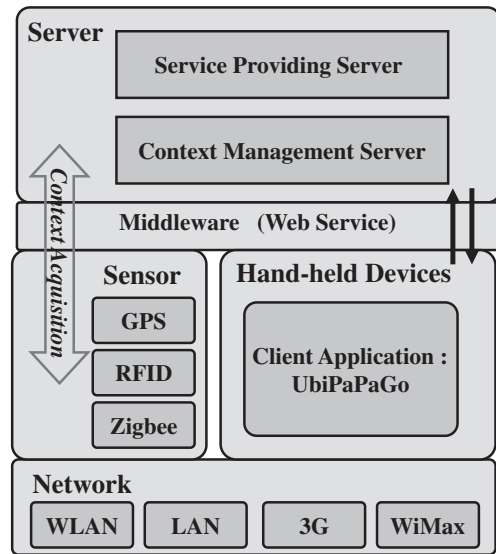 Server
Service Providing Server
Context Management Server
Context Acquisition
Middleware (Web Service)
Sensor
GPS
RFID
Zigbee
Hand-held Devices
Client Application :
UbiPaPaGo
Network
WLAN
LAN
3G
WiMax